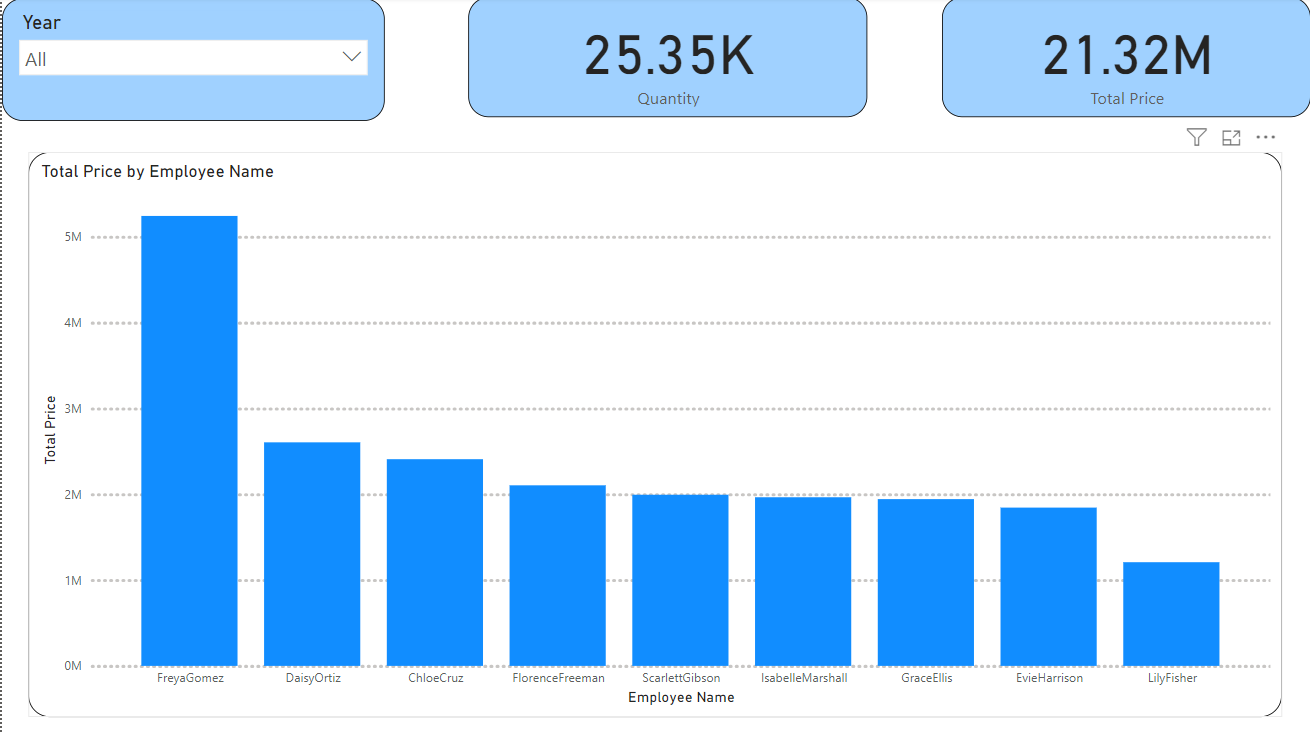 Year
All
25.35K
Quantity
21.32M
Total Price
Total Price by Employee Name
5M
4M
3M
2M
1M
0M
Total Price
FreyaGomez DaisyOrtiz ChloeCruz FlorenceFreeman ScarlettGibson IsabelleMarshall GraceEllis EvieHarrison LilyFisher
Employee Name